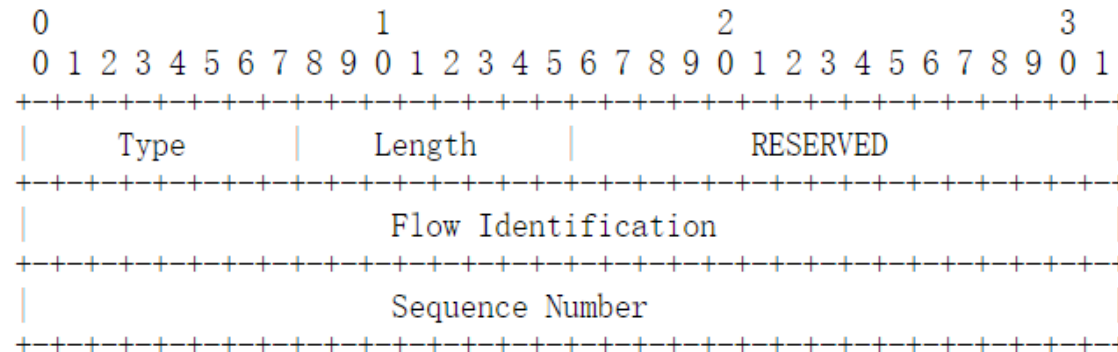 0                   1                   2                   3
0 1 2 3 4 5 6 7 8 9 0 1 2 3 4 5 6 7 8 9 0 1 2 3 4 5 6 7 8 9 0 1
+-+-+-+-+-+-+-+-+-+-+-+-+-+-+-+-+-+-+-+-+-+-+-+-+-+-+-+-+-+-+-+-
|     Type      |    Length     |          RESERVED             |
+-+-+-+-+-+-+-+-+-+-+-+-+-+-+-+-+-+-+-+-+-+-+-+-+-+-+-+-+-+-+-+-
|                     Flow Identification                       |
+-+-+-+-+-+-+-+-+-+-+-+-+-+-+-+-+-+-+-+-+-+-+-+-+-+-+-+-+-+-+-+-
|                     Sequence Number                           |
+-+-+-+-+-+-+-+-+-+-+-+-+-+-+-+-+-+-+-+-+-+-+-+-+-+-+-+-+-+-+-+-